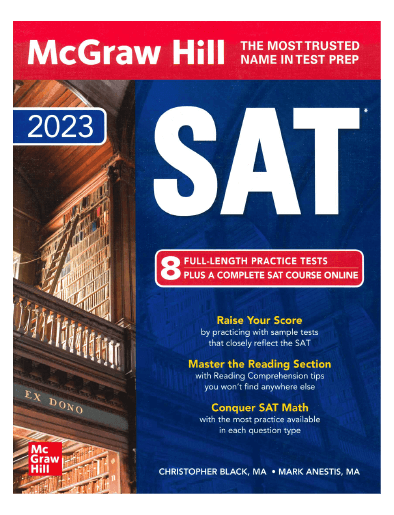 McGraw Hill
THE MOST TRUSTED
NAME IN TEST PREP
2023
SAT
8
FULL-LENGTH PRACTICE TESTS
PLUS A COMPLETE SAT COURSE ONLINE
Raise Your Score
by practicing with sample tests
that closely reflect the SAT
Master the Reading Section
with Reading Comprehension tips
you won't find anywhere else
Conquer SAT Math
with the most practice available
in each question type
EX DONO
Mc
Graw
Hill
CHRISTOPHER BLACK, MA • MARK ANESTIS, MA